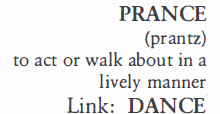 PRANCE
(prantz)
to act or walk about in a
lively manner
Link: DANCE